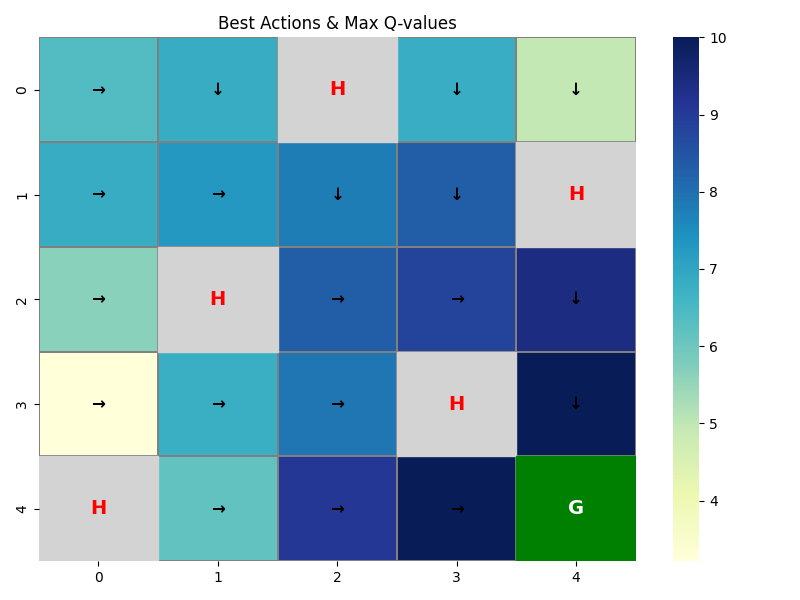 Best Actions & Max Q-values
0 → ↓ H ↓ ↓
1 → → ↓ ↓ H
2 → H → → ↓
3 → → → H ↓
4 H → → → G
0 1 2 3 4
10
9
8
7
6
5
4